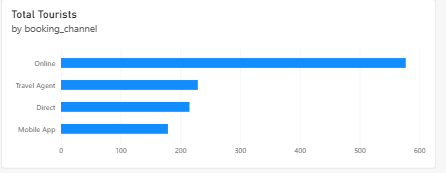 Total Tourists
by booking_channel
Online
Travel Agent
Direct
Mobile App
0 100 200 300 400 500 600